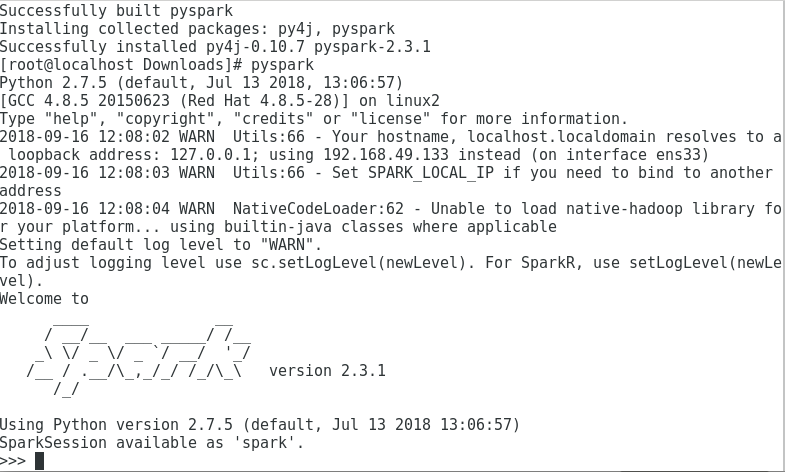 Successfully built pyspark
Installing collected packages: py4j, pyspark
Successfully installed py4j-0.10.7 pyspark-2.3.1
[root@localhost Downloads]# pyspark
Python 2.7.5 (default, Jul 13 2018, 13:06:57)
[GCC 4.8.5 20150623 (Red Hat 4.8.5-28)] on linux2
Type "help", "copyright", "credits" or "license" for more information.
2018-09-16 12:08:02 WARN  Utils:66 - Your hostname, localhost.localdomain resolves to a
 loopback address: 127.0.0.1; using 192.168.49.133 instead (on interface ens33)
2018-09-16 12:08:03 WARN  Utils:66 - Set SPARK_LOCAL_IP if you need to bind to another
address
2018-09-16 12:08:04 WARN  NativeCodeLoader:62 - Unable to load native-hadoop library fo
r your platform... using builtin-java classes where applicable
Setting default log level to "WARN".
To adjust logging level use sc.setLogLevel(newLevel). For SparkR, use setLogLevel(newLe
vel).
Welcome to
      ____              __
     / __/__  ___ _____/ /__
    _\ \/ _ \/ _ `/ __/  '_/
   /__ / .__/\_,_/_/ /_/\_\   version 2.3.1
      /_/
Using Python version 2.7.5 (default, Jul 13 2018 13:06:57)
SparkSession available as 'spark'.
>>>